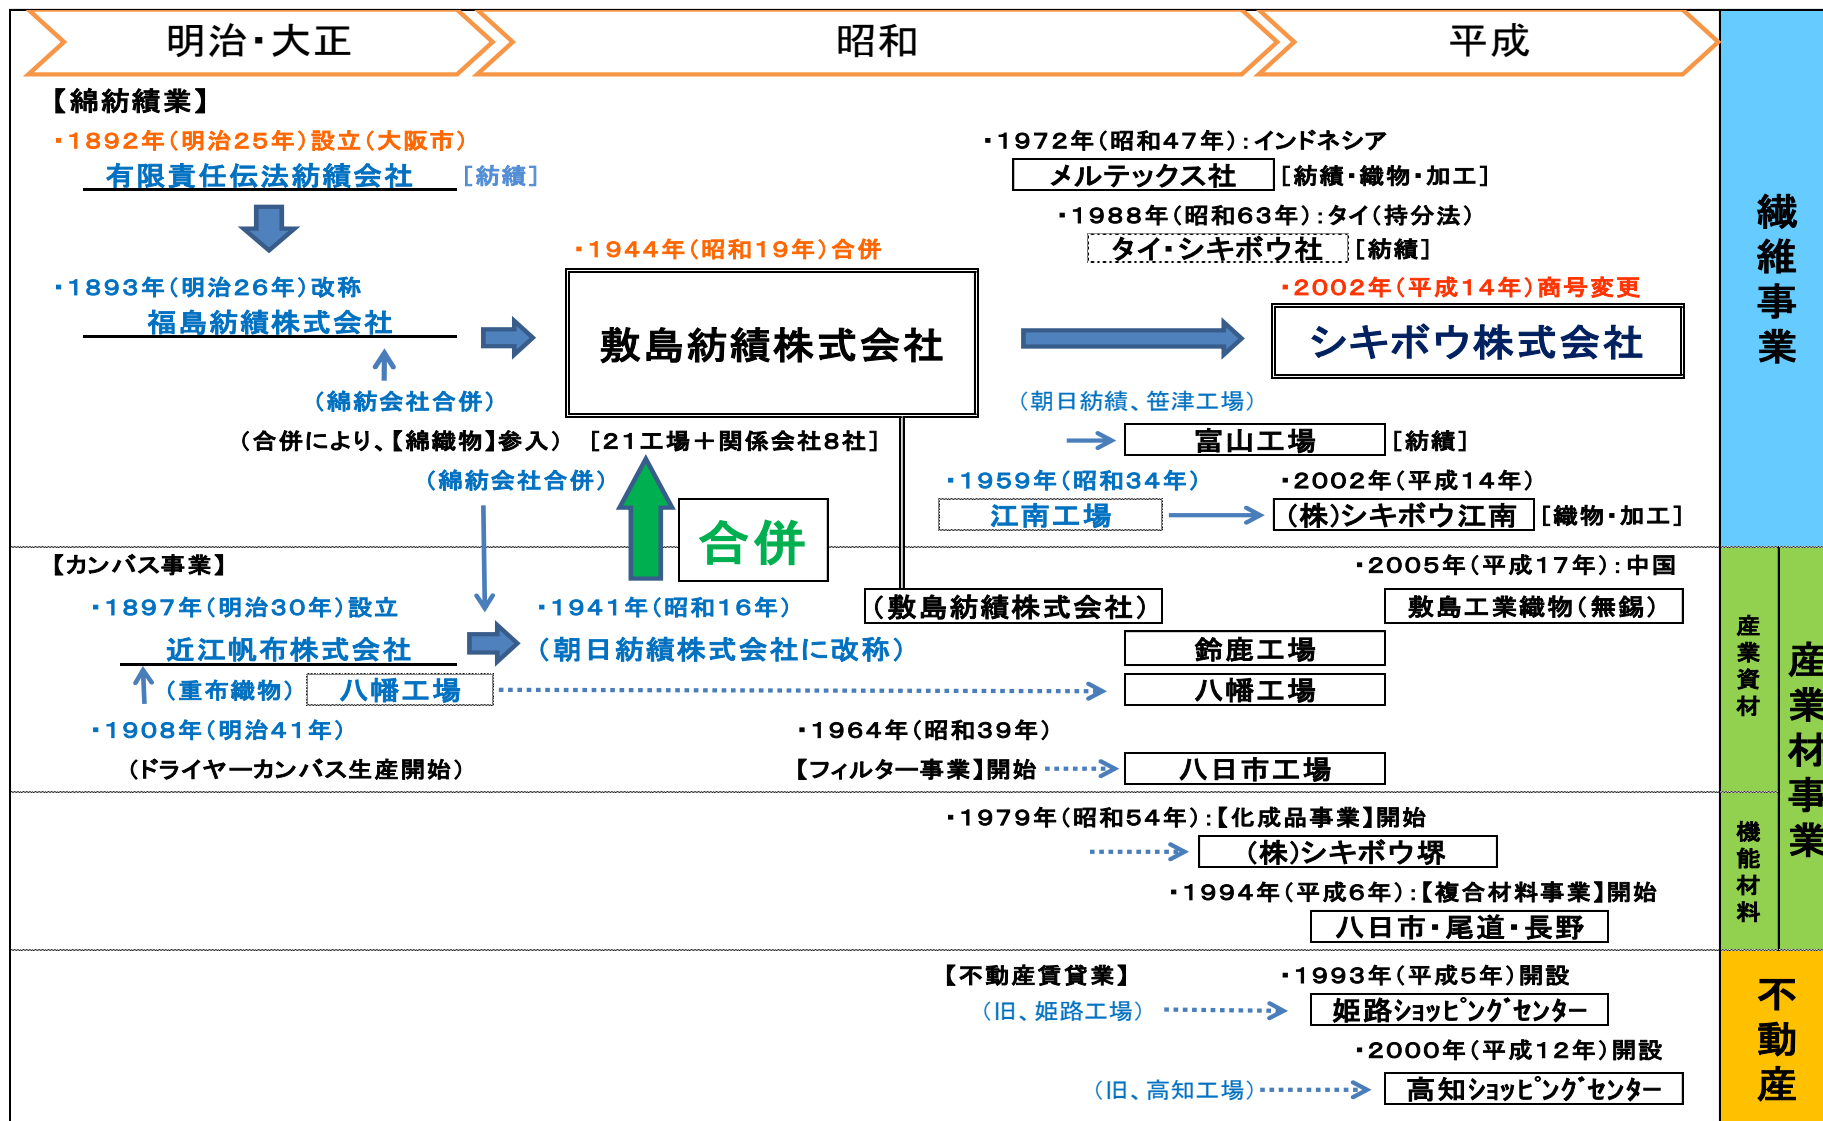 明治・大正
昭和
平成
【綿紡績業】
・1892年(明治25年)設立(大阪市)
有限責任伝法紡績会社 [紡績]
・1893年(明治26年)改称
福島紡績株式会社
(綿紡会社合併)
(合併により、【綿織物】参入)
・1944年(昭和19年)合併
敷島紡績株式会社
[21工場+関係会社8社]
(綿紡会社合併)
合併
・1972年(昭和47年):インドネシア
メルテックス社 [紡績・織物・加工]
・1988年(昭和63年):タイ(持分法)
タイ・シキボウ社 [紡績]
・2002年(平成14年)商号変更
シキボウ株式会社
(朝日紡績、笹津工場)
富山工場 [紡績]
・1959年(昭和34年)
江南工場
・2002年(平成14年)
(株)シキボウ江南 [織物・加工]
繊維事業
【カンバス事業】
・1897年(明治30年)設立
近江帆布株式会社
・1941年(昭和16年)
(朝日紡績株式会社に改称)
(重布織物) 八幡工場
・1908年(明治41年)
(ドライヤーカンバス生産開始)
(敷島紡績株式会社)
・2005年(平成17年):中国
敷島工業織物(無錫)
鈴鹿工場
八幡工場
・1964年(昭和39年)
【フィルター事業】開始
八日市工場
産業資材
産業材事業
・1979年(昭和54年):【化成品事業】開始
(株)シキボウ堺
・1994年(平成6年):【複合材料事業】開始
八日市・尾道・長野
機能材料
【不動産賃貸業】
・1993年(平成5年)開設
(旧、姫路工場)
姫路ショッピングセンター
・2000年(平成12年)開設
(旧、高知工場)
高知ショッピングセンター
不動産